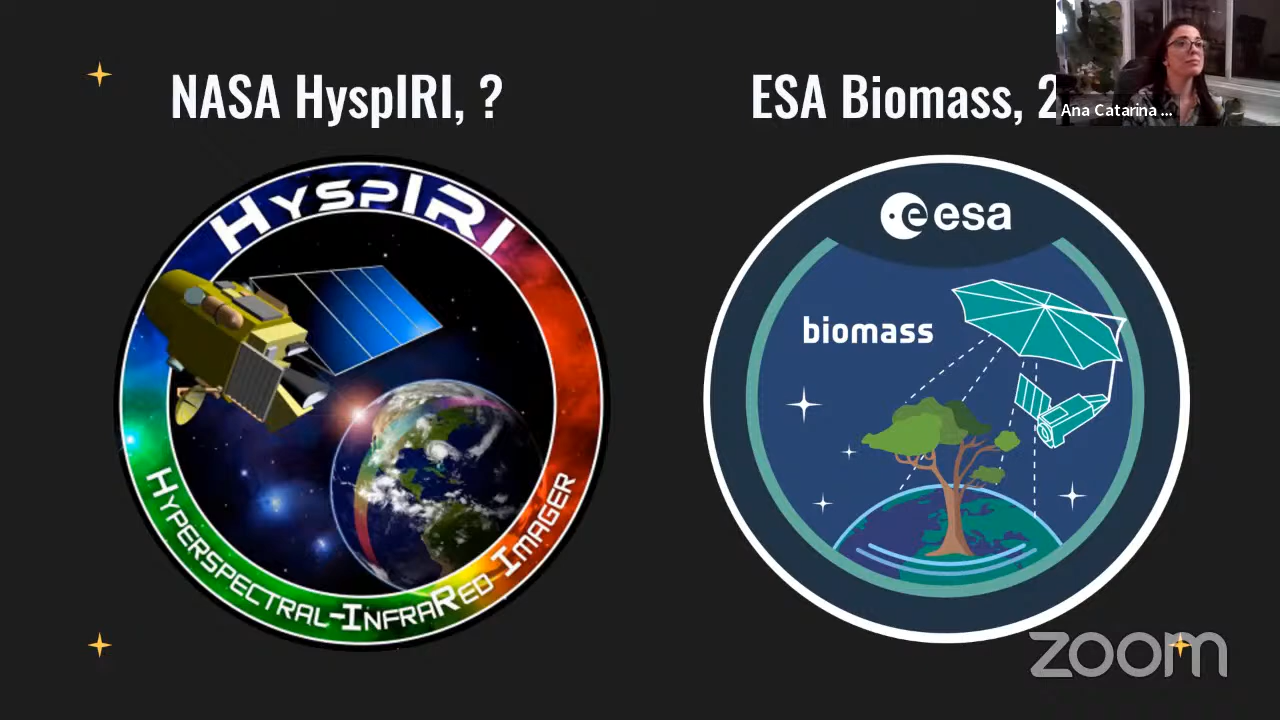 NASA HyspIRI, ?
ESA Biomass, 2
Ana Catarina ...
HyspIRI
Hyperspectral-InfraRed Imager
esa
biomass
zoom